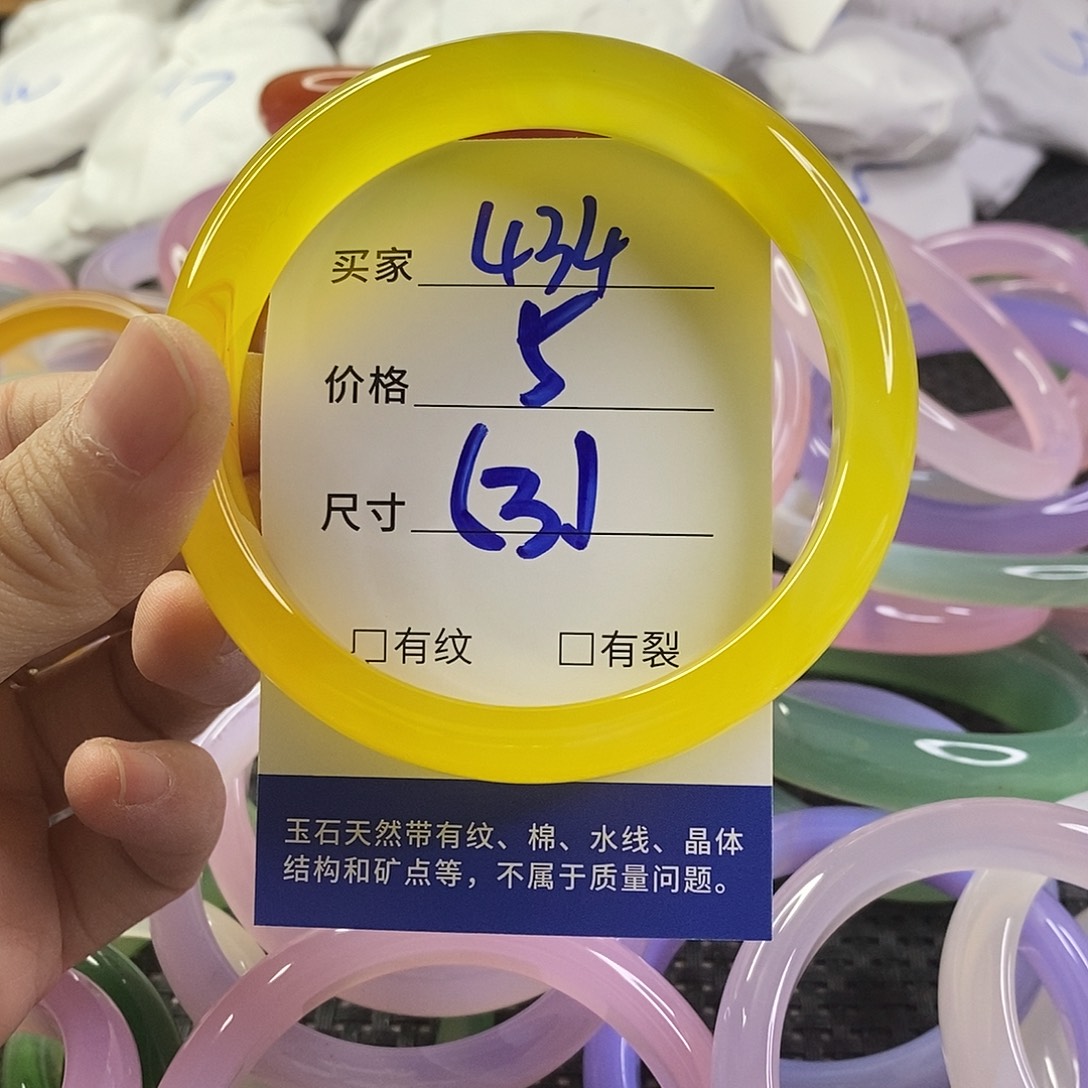 买家 434
价格 5
尺寸 (3)
□有纹 □有裂
玉石天然带有纹、棉、水线、晶体
结构和矿点等，不属于质量问题。